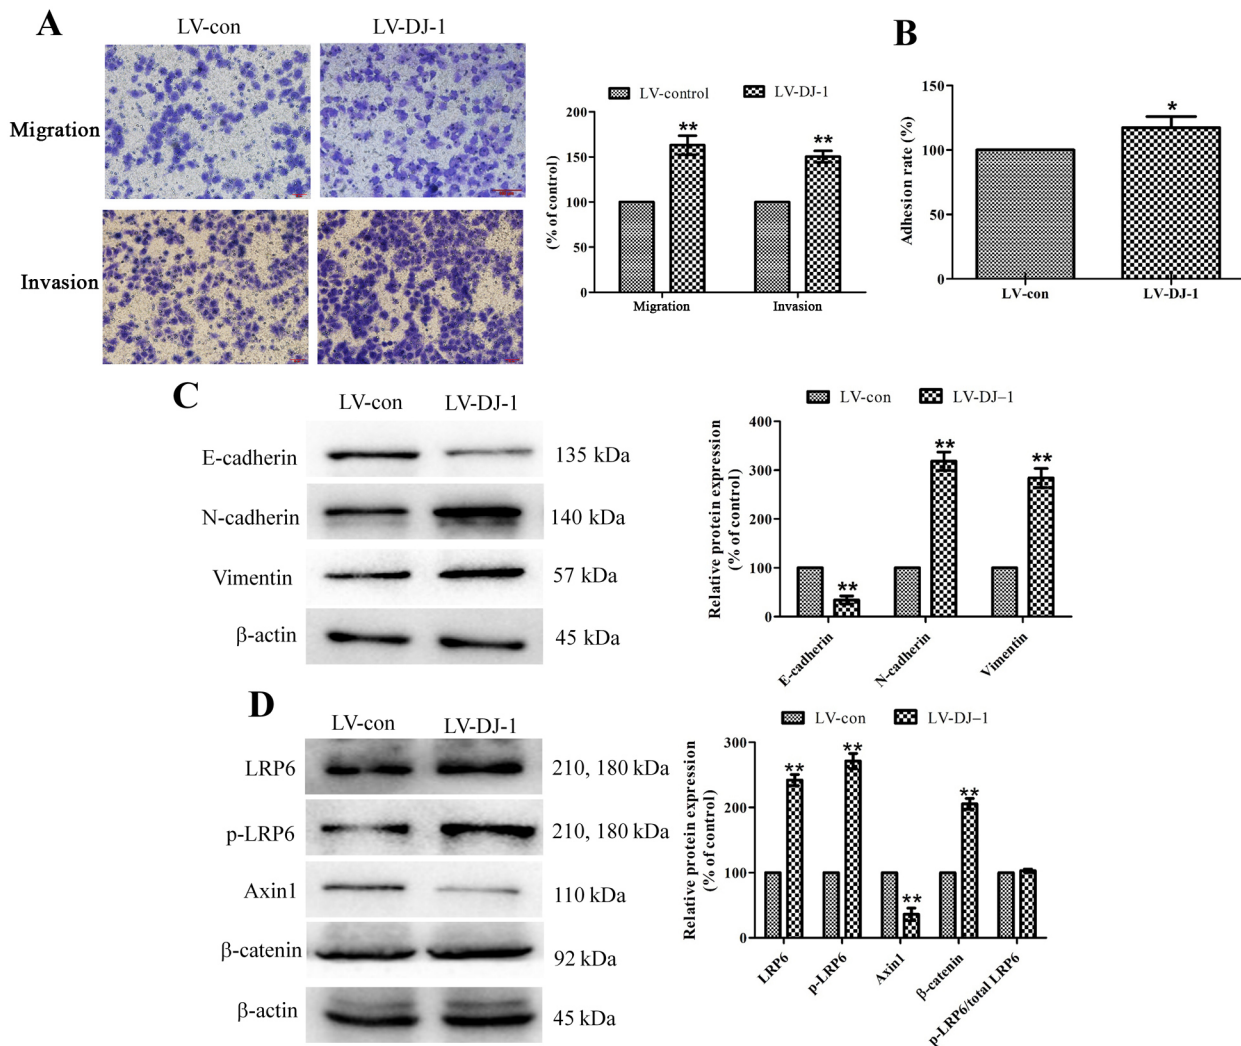 A
LV-con LV-DJ-1
Migration
Invasion
LV-control LV-DJ-1
(% of control)
200
150
100
50
0
** **
Migration Invasion
B
Adhesion rate (%)
150
100
50
0
*
LV-con LV-DJ-1
C
LV-con LV-DJ-1
E-cadherin 135 kDa
N-cadherin 140 kDa
Vimentin 57 kDa
β-actin 45 kDa
LV-con LV-DJ–1
Relative protein expression
(% of control)
400
300
200
100
0
** ** **
E-cadherin N-cadherin Vimentin
D
LV-con LV-DJ-1
LRP6 210, 180 kDa
p-LRP6 210, 180 kDa
Axin1 110 kDa
β-catenin 92 kDa
β-actin 45 kDa
LV-con LV-DJ–1
Relative protein expression
(% of control)
300
200
100
0
** ** ** **
LRP6 p-LRP6 Axin1 β-catenin p-LRP6/total LRP6